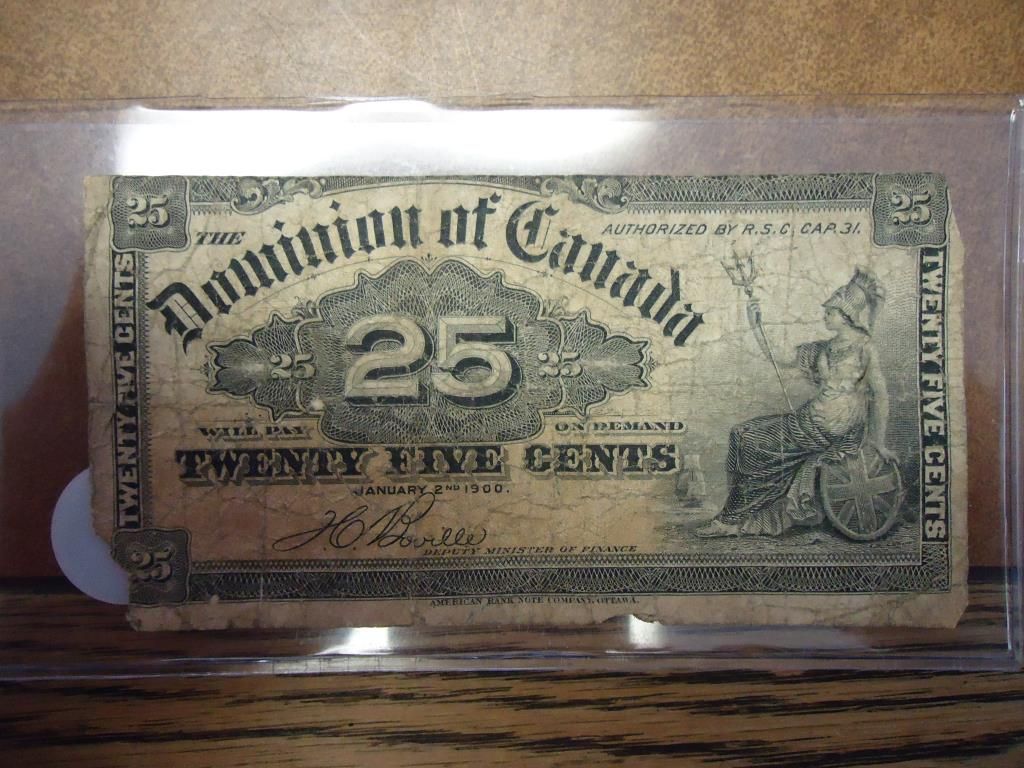 25
25
THE
Dominion of Canada
AUTHORIZED BY R.S.C. CAP. 31.
TWENTY FIVE CENTS
25
25
25
TWENTY FIVE CENTS
WILL PAY
ON DEMAND
TWENTY FIVE CENTS
JANUARY 2ND 1900.
J.C. Boville
DEPUTY MINISTER OF FINANCE
25
AMERICAN BANK NOTE COMPANY, OTTAWA.